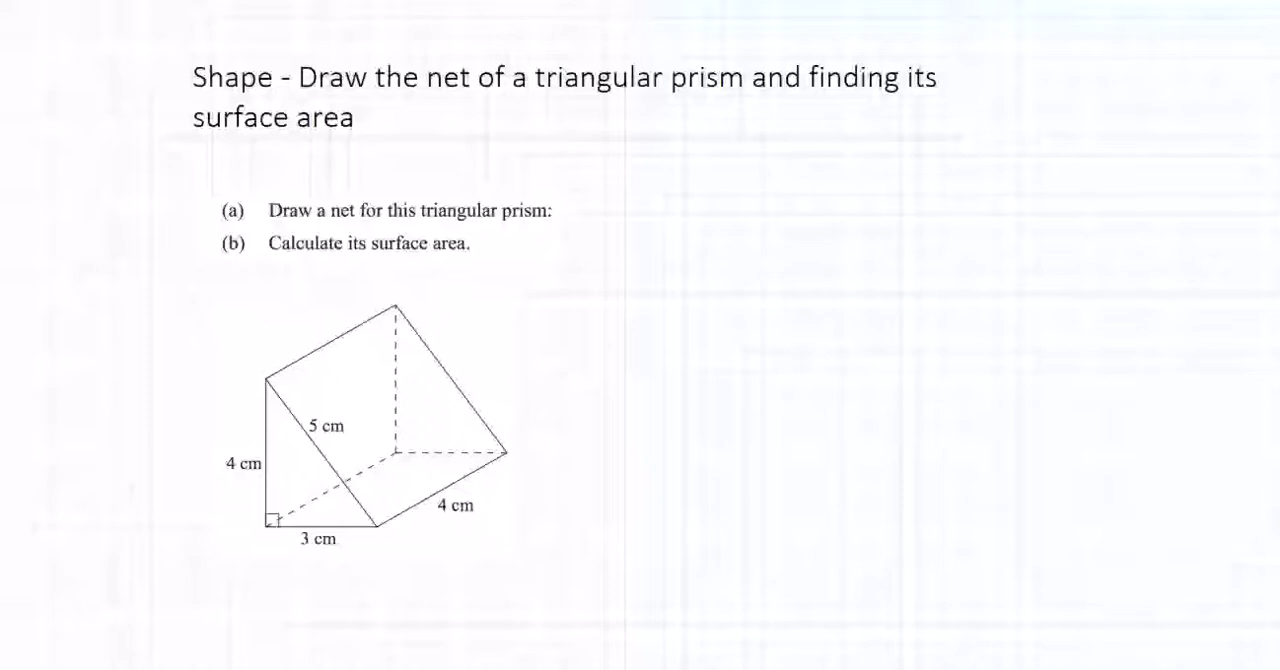 Shape - Draw the net of a triangular prism and finding its
surface area
(a) Draw a net for this triangular prism:
(b) Calculate its surface area.
5 cm
4 cm
4 cm
3 cm